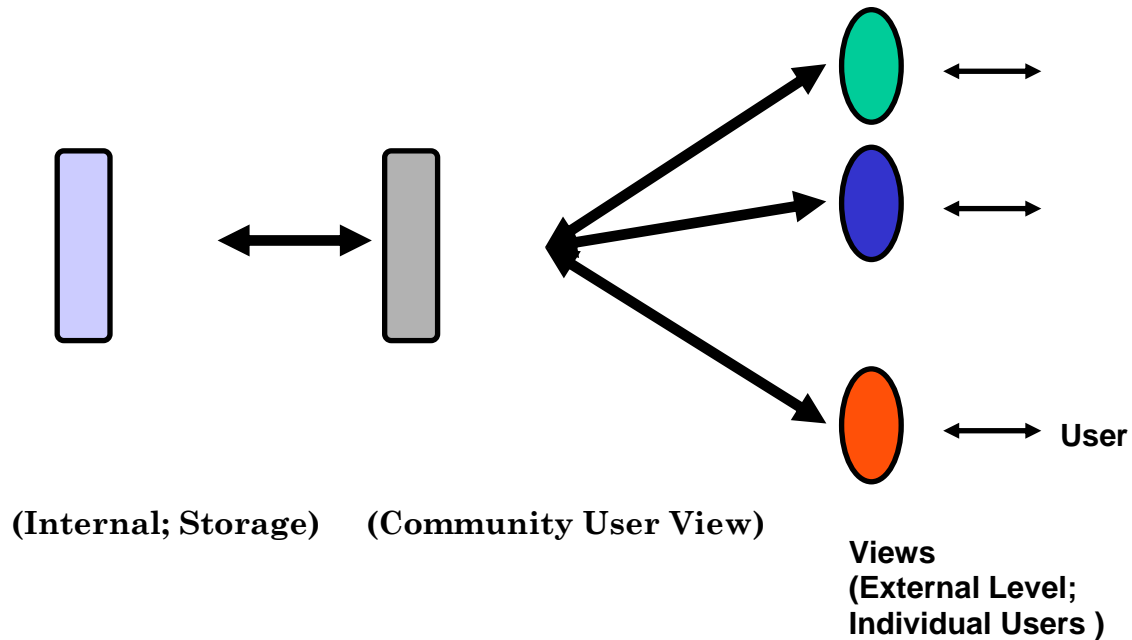 User
(Internal; Storage)
(Community User View)
Views
(External Level;
Individual Users )